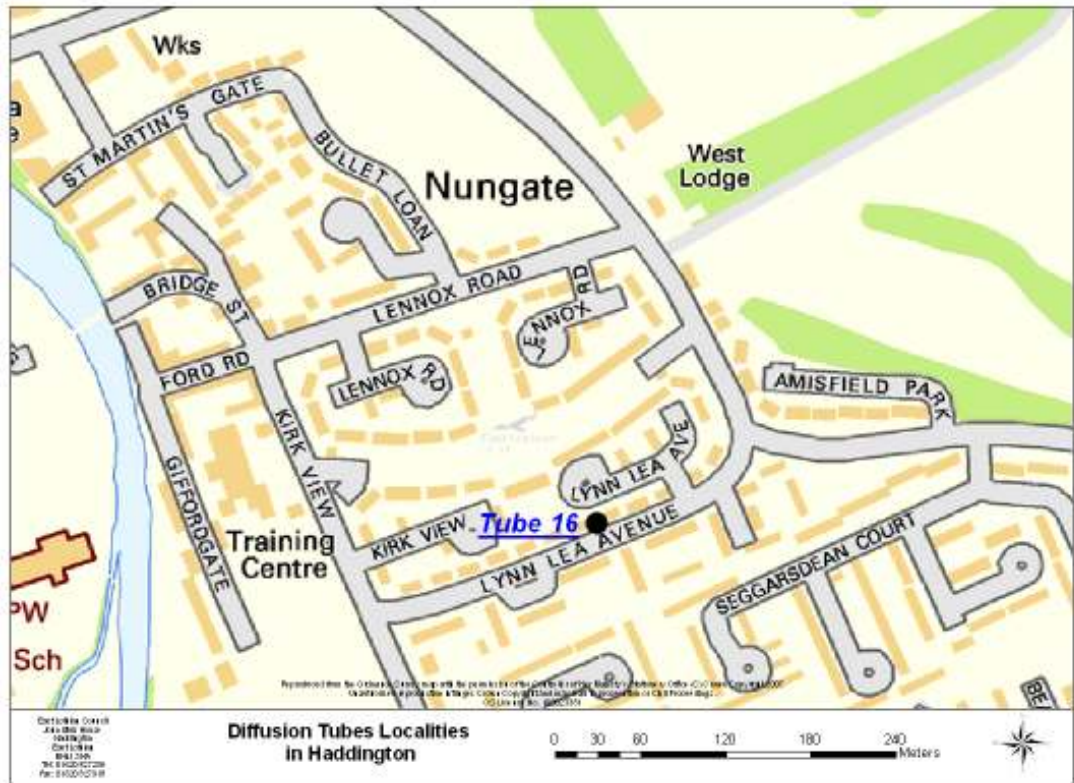 Wks
ST MARTIN'S GATE
BULLET LOAN
Nungate
West
Lodge
BRIDGE ST
LENNOX ROAD
RD
NNOX
FORD RD
LENNOX RD
AMISFIELD PARK
KIRK VIEW
GIFFORDGATE
LYNN LEA AVE
KIRK VIEW
Tube 16
LYNN LEA AVENUE
Training
Centre
SEGGARSDEAN COURT
PW
Sch
BE
Diffusion Tubes Localities
in Haddington
0 30 60 120 180 240
Meters